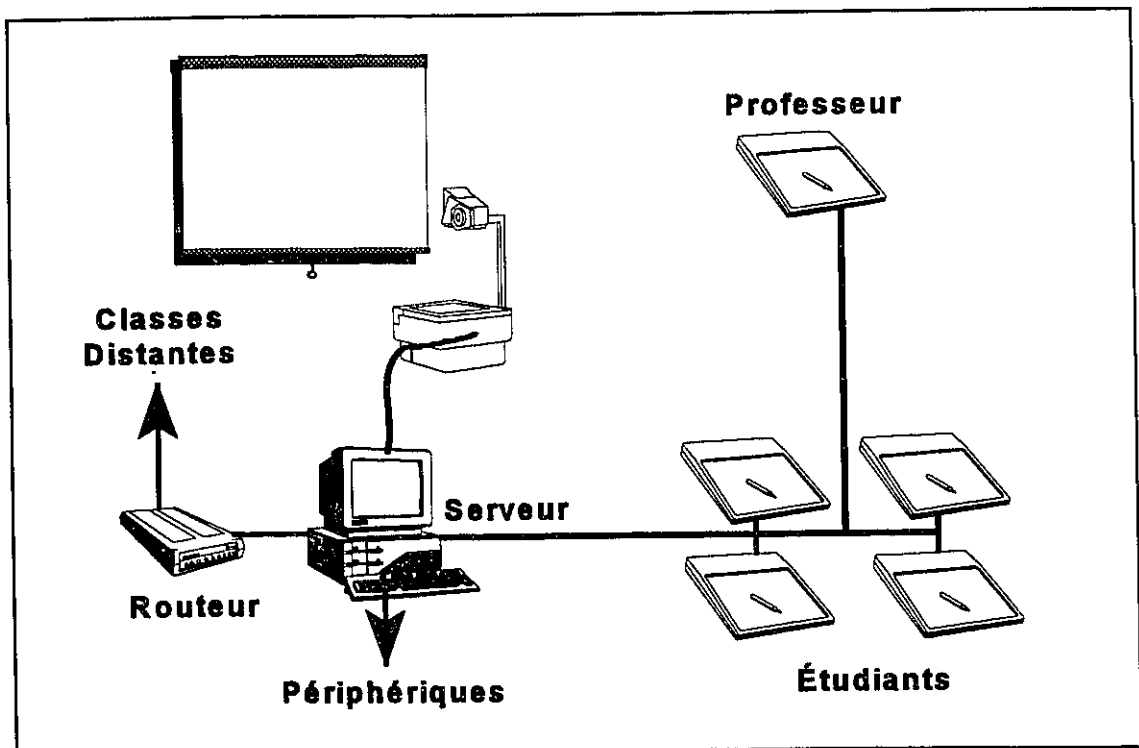 Professeur
Classes
Distantes
Serveur
Routeur
Périphériques
Étudiants